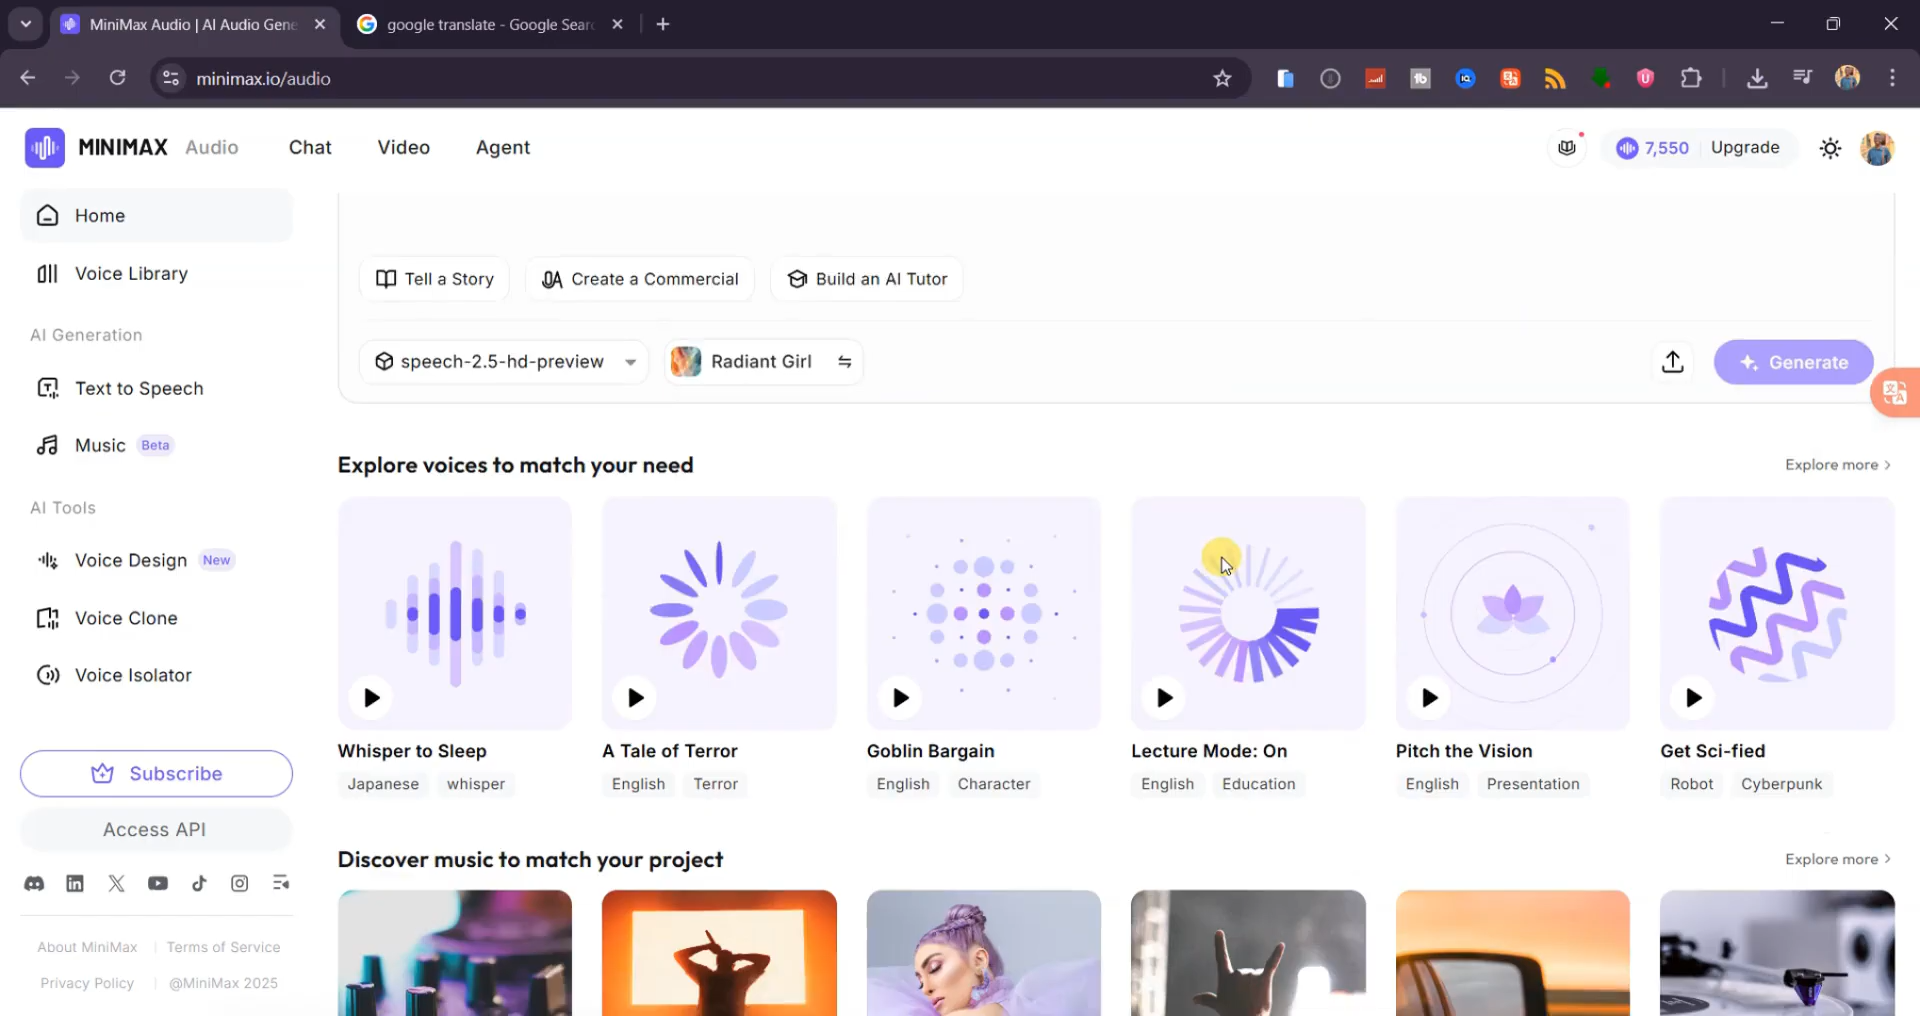 MiniMax Audio | AI Audio Gene
google translate - Google Sear
minimax.io/audio
MINIMAX Audio Chat Video Agent
7,550 Upgrade
Home
Voice Library
AI Generation
Text to Speech
Music Beta
AI Tools
Voice Design New
Voice Clone
Voice Isolator
Subscribe
Access API
About MiniMax | Terms of Service
Privacy Policy | @MiniMax 2025
Tell a Story Create a Commercial Build an AI Tutor
speech-2.5-hd-preview Radiant Girl Generate
Explore voices to match your need Explore more >
Whisper to Sleep
Japanese whisper
A Tale of Terror
English Terror
Goblin Bargain
English Character
Lecture Mode: On
English Education
Pitch the Vision
English Presentation
Get Sci-fied
Robot Cyberpunk
Discover music to match your project Explore more >